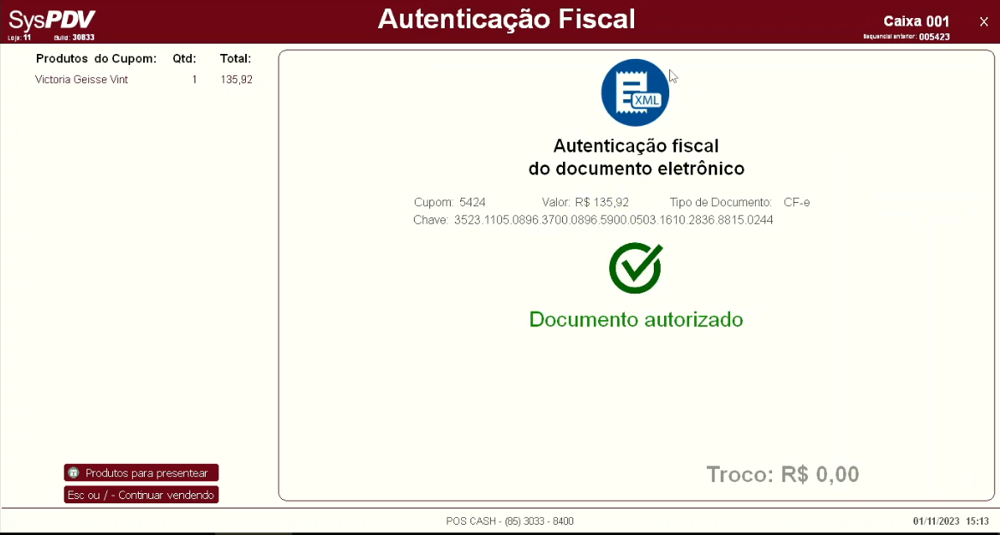 SysPDV
Loja: 11 Build: 30833
Autenticação Fiscal
Caixa 001
Sequencial anterior: 005423
X
Produtos do Cupom: Qtd: Total:
Victoria Geisse Vint 1 135,92
XML
Autenticação fiscal
do documento eletrônico
Cupom: 5424 Valor: R$ 135,92 Tipo de Documento: CF-e
Chave: 3523.1105.0896.3700.0896.5900.0503.1610.2836.8815.0244
Documento autorizado
Produtos para presentear
Esc ou / - Continuar vendendo
Troco: R$ 0,00
POS CASH - (85) 3033 - 8400
01/11/2023 15:13